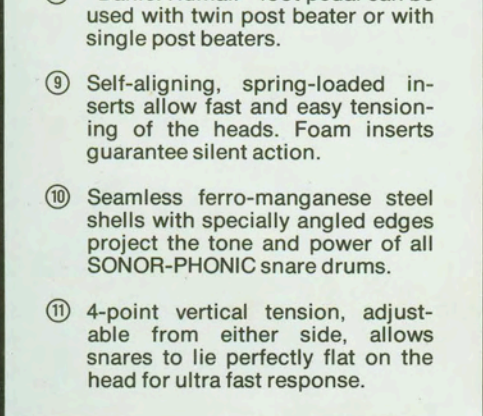 used with twin post beater or with
single post beaters.
⑨ Self-aligning, spring-loaded in-
serts allow fast and easy tension-
ing of the heads. Foam inserts
guarantee silent action.
⑩ Seamless ferro-manganese steel
shells with specially angled edges
project the tone and power of all
SONOR-PHONIC snare drums.
⑪ 4-point vertical tension, adjust-
able from either side, allows
snares to lie perfectly flat on the
head for ultra fast response.